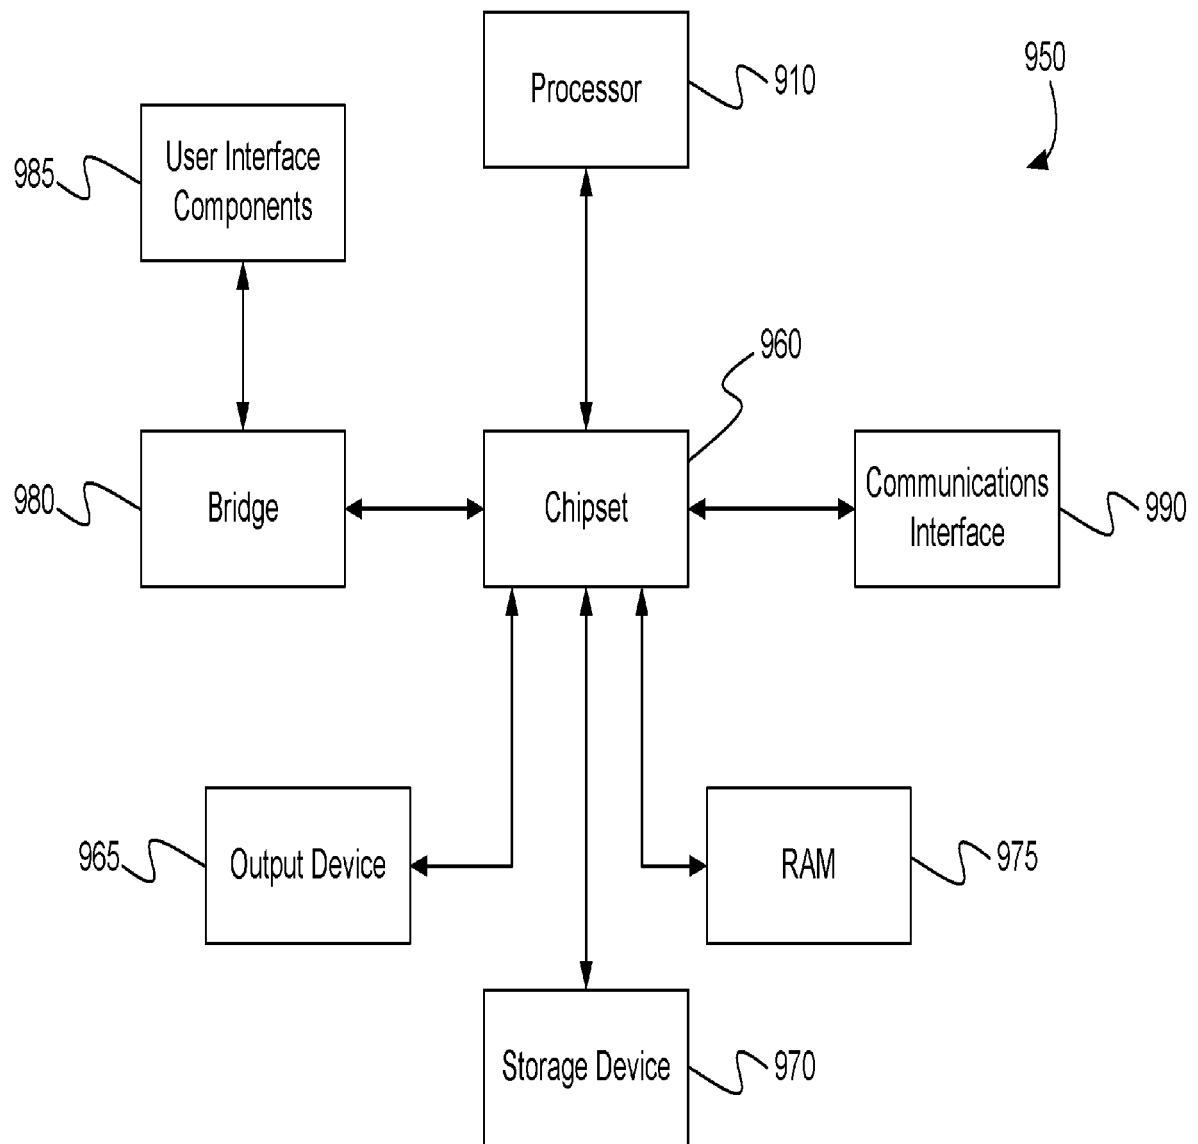 950
Processor
910
User Interface
Components
985
960
Bridge
980
Chipset
Communications
Interface
990
965
Output Device
RAM
975
Storage Device
970